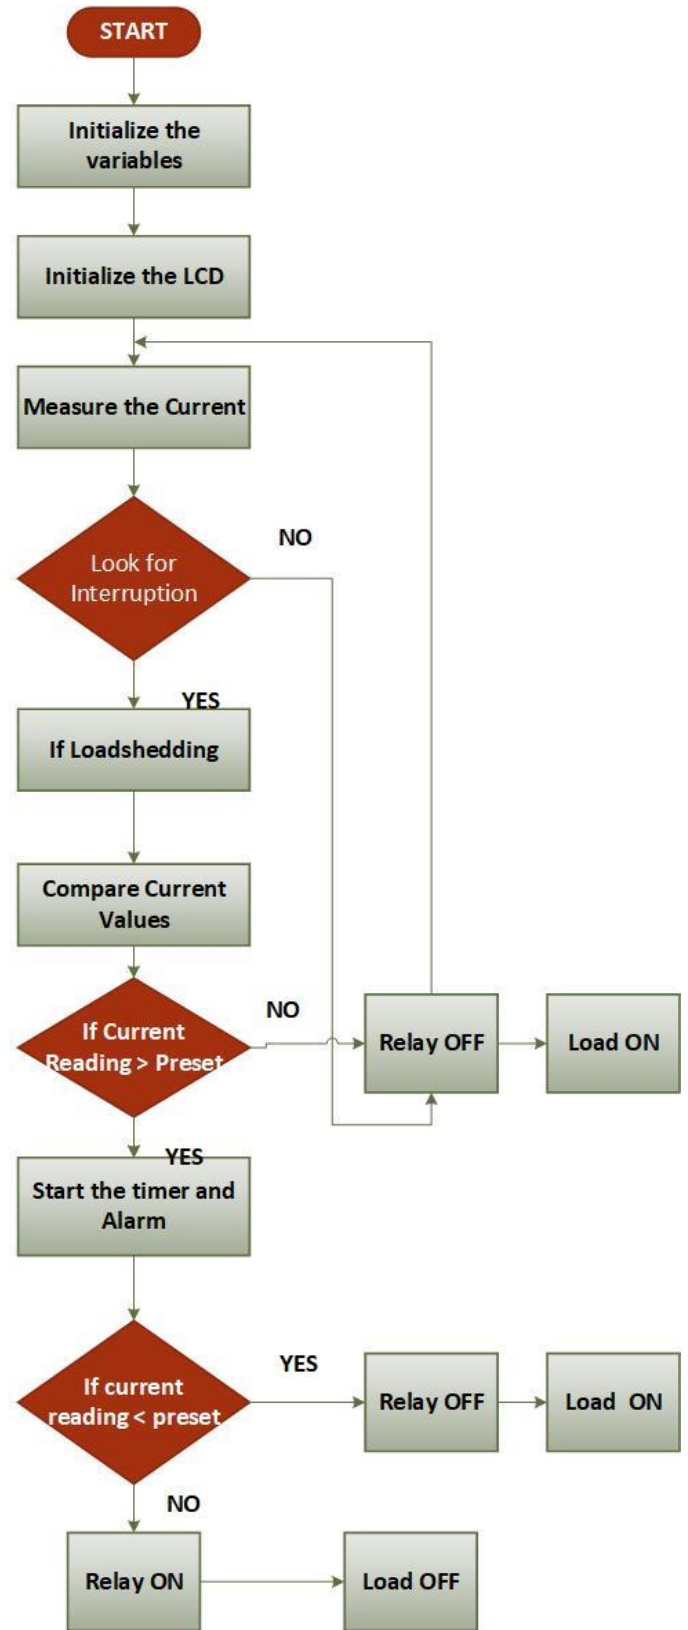 START
Initialize the
variables
Initialize the LCD
Measure the Current
NO
Look for
Interruption
YES
If Loadshedding
Compare Current
Values
NO
If Current
Reading > Preset
Relay OFF
Load ON
YES
Start the timer and
Alarm
YES
If current
reading < preset
Relay OFF
Load ON
NO
Relay ON
Load OFF